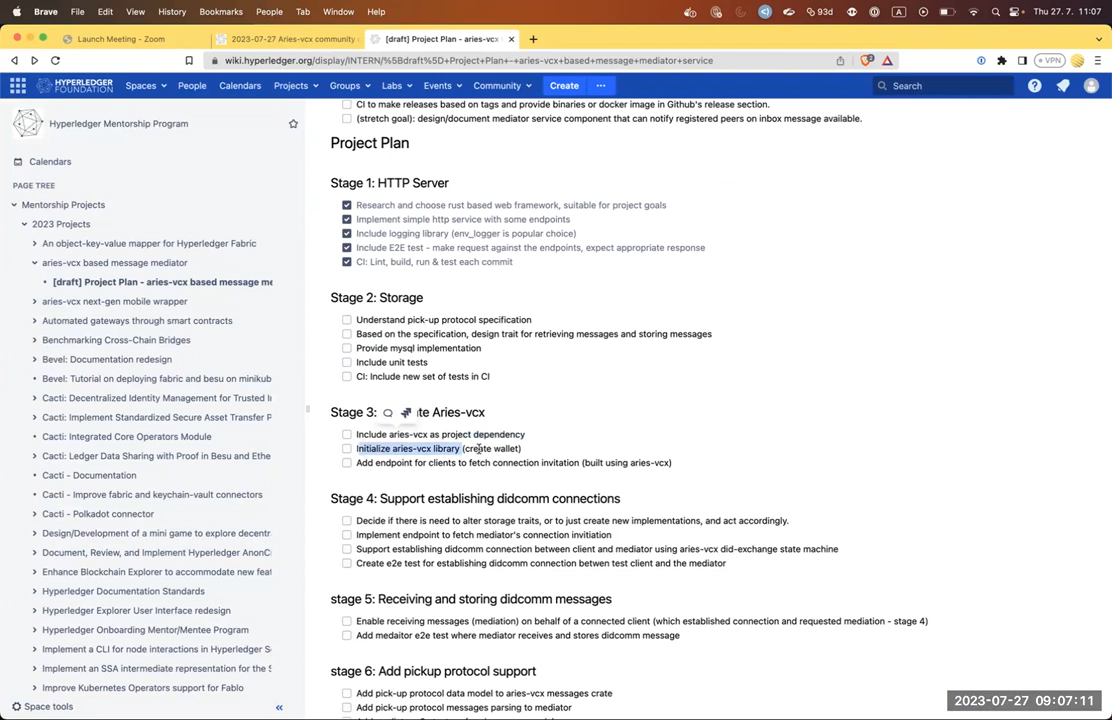 Brave File Edit View History Bookmarks People Tab Window Help 93d A Thu 27. 7. 11:07
Launch Meeting - Zoom
2023-07-27 Aries-vcx community
[draft] Project Plan - aries-vcx
wiki.hyperledger.org/display/INTERN/%5Bdraft%5D+Project+Plan+-+aries-vcx+based+message+mediator+service
2 VPN
HYPERLEDGER FOUNDATION Spaces People Calendars Projects Groups Labs Events Community Create ... Search
Hyperledger Mentorship Program
Calendars
PAGE TREE
Mentorship Projects
2023 Projects
An object-key-value mapper for Hyperledger Fabric
aries-vcx based message mediator
[draft] Project Plan - aries-vcx based message me
aries-vcx next-gen mobile wrapper
Automated gateways through smart contracts
Benchmarking Cross-Chain Bridges
Bevel: Documentation redesign
Bevel: Tutorial on deploying fabric and besu on minikub
Cacti: Decentralized Identity Management for Trusted I
Cacti: Implement Standardized Secure Asset Transfer P
Cacti: Integrated Core Operators Module
Cacti: Ledger Data Sharing with Proof in Besu and Ethe
Cacti - Documentation
Cacti - Improve fabric and keychain-vault connectors
Cacti - Polkadot connector
Design/Development of a mini game to explore decentr
Document, Review, and Implement Hyperledger AnonC
Enhance Blockchain Explorer to accommodate new feat
Hyperledger Documentation Standards
Hyperledger Explorer User Interface redesign
Hyperledger Onboarding Mentor/Mentee Program
Implement a CLI for node interactions in Hyperledger S
Implement an SSA intermediate representation for the S
Improve Kubernetes Operators support for Fablo
Space tools
CI to make releases based on tags and provide binaries or docker image in Github's release section.
(stretch goal): design/document mediator service component that can notify registered peers on inbox message available.
Project Plan
Stage 1: HTTP Server
Research and choose rust based web framework, suitable for project goals
Implement simple http service with some endpoints
Include logging library (env_logger is popular choice)
Include E2E test - make request against the endpoints, expect appropriate response
CI: Lint, build, run & test each commit
Stage 2: Storage
Understand pick-up protocol specification
Based on the specification, design trait for retrieving messages and storing messages
Provide mysql implementation
Include unit tests
CI: Include new set of tests in CI
Stage 3: te Aries-vcx
Include aries-vcx as project dependency
Initialize aries-vcx library (create wallet)
Add endpoint for clients to fetch connection invitation (built using aries-vcx)
Stage 4: Support establishing didcomm connections
Decide if there is need to alter storage traits, or to just create new implementations, and act accordingly.
Implement endpoint to fetch mediator's connection invitiation
Support establishing didcomm connection between client and mediator using aries-vcx did-exchange state machine
Create e2e test for establishing didcomm connection betwen test client and the mediator
stage 5: Receiving and storing didcomm messages
Enable receiving messages (mediation) on behalf of a connected client (which established connection and requested mediation - stage 4)
Add medaitor e2e test where mediator receives and stores didcomm message
stage 6: Add pickup protocol support
Add pick-up protocol data model to aries-vcx messages crate
Add pick-up protocol messages parsing to mediator
2023-07-27 09:07:11